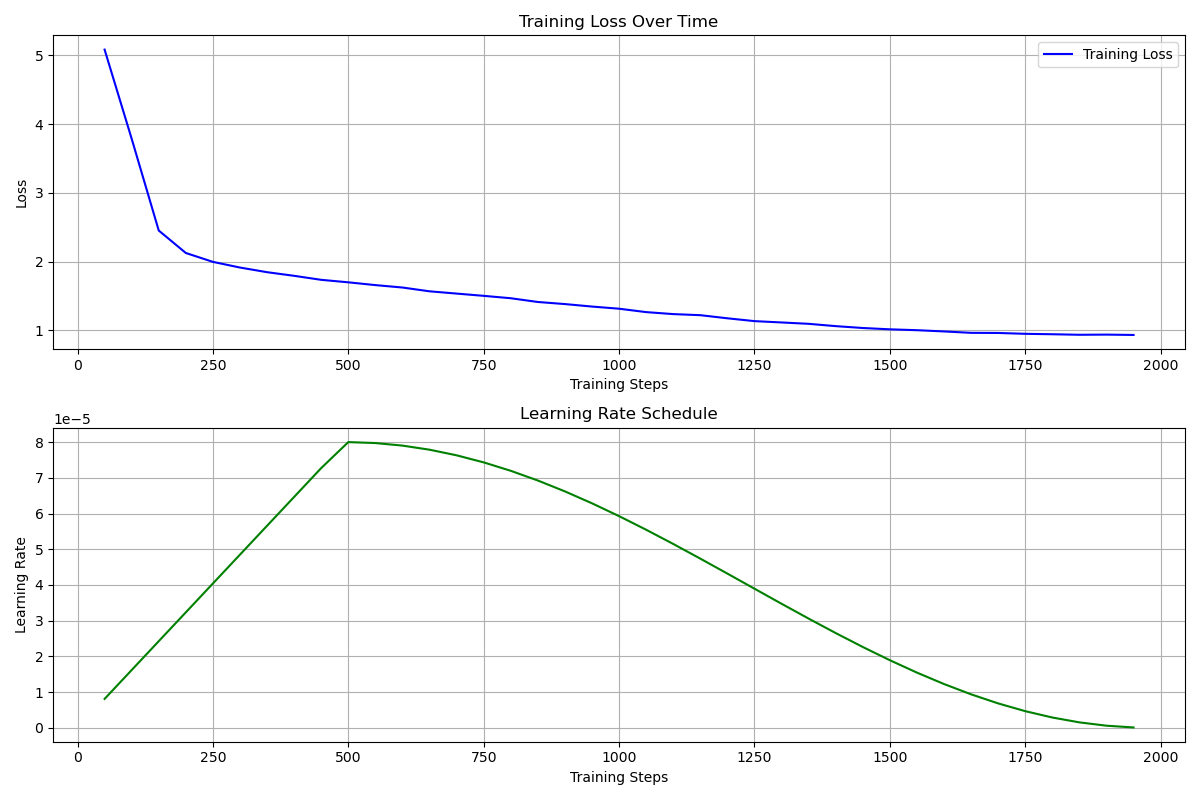 Training Loss Over Time
Training Loss
5
4
3
2
1
Loss
0 250 500 750 1000 1250 1500 1750 2000
Training Steps
Learning Rate Schedule
1e−5
8
7
6
5
4
3
2
1
0
Learning Rate
0 250 500 750 1000 1250 1500 1750 2000
Training Steps